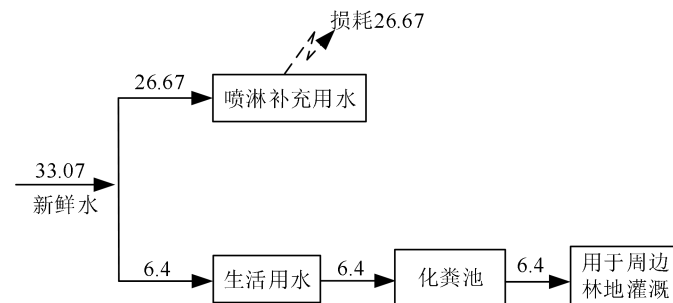 损耗26.67
26.67
喷淋补充用水
33.07
新鲜水
6.4
生活用水
6.4
化粪池
6.4
用于周边
林地灌溉